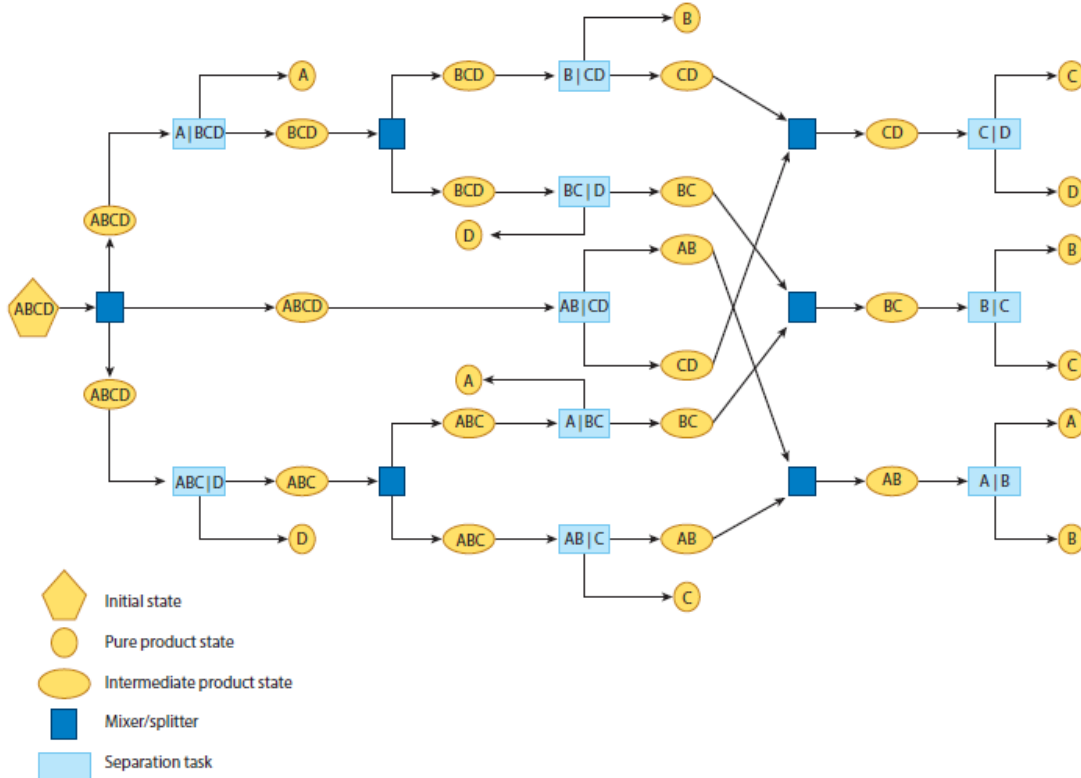 B
A
BCD
B|CD
CD
C
A|BCD
BCD
CD
C|D
BCD
BC|D
BC
D
ABCD
D
AB
B
ABCD
ABCD
AB|CD
BC
B|C
CD
C
ABCD
A
ABC
A|BC
BC
A
ABC|D
ABC
AB
A|B
D
ABC
AB|C
AB
B
C
Initial state
Pure product state
Intermediate product state
Mixer/splitter
Separation task